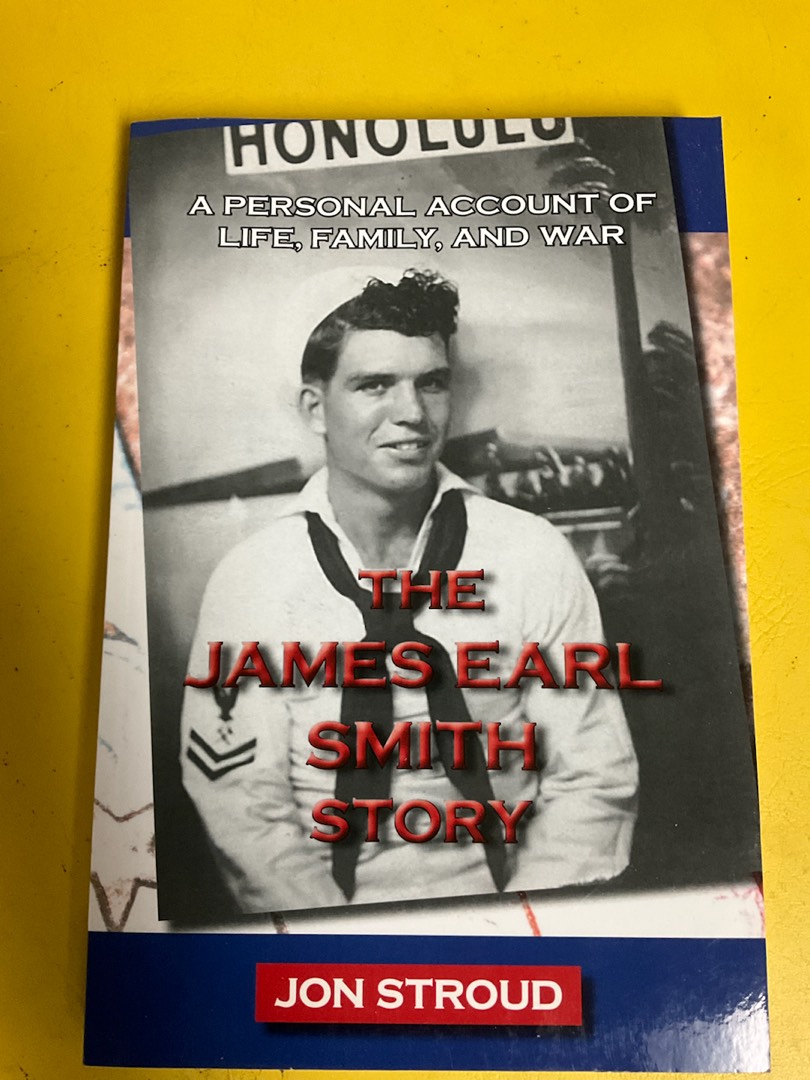 HONOLULU
A PERSONAL ACCOUNT OF
LIFE, FAMILY, AND WAR
THE
JAMES EARL
SMITH
STORY
JON STROUD